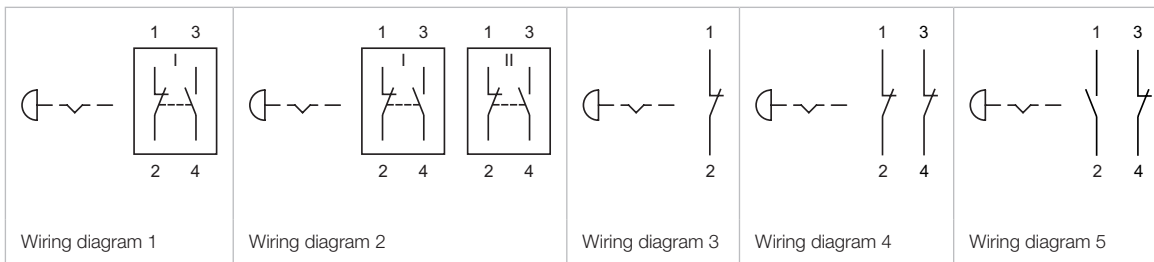 1 3
I
2 4
Wiring diagram 1
1 3 1 3
I II
2 4 2 4
Wiring diagram 2
1
2
Wiring diagram 3
1 3
2 4
Wiring diagram 4
1 3
2 4
Wiring diagram 5